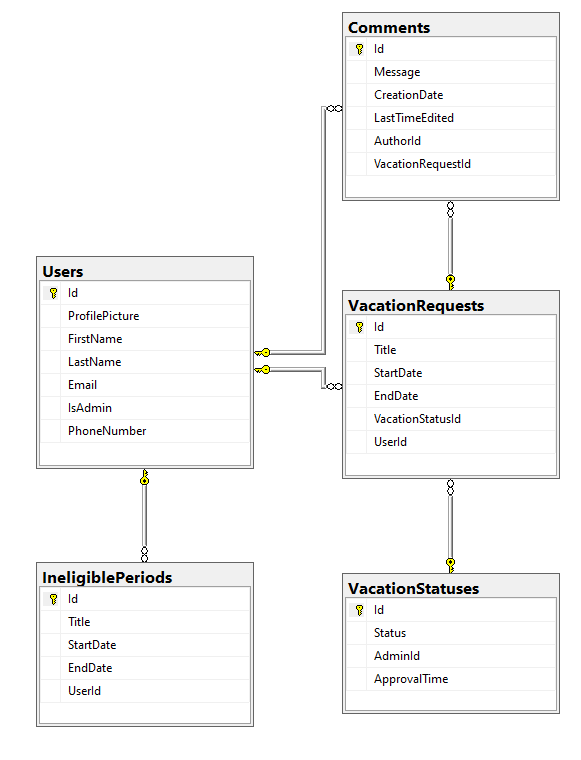 Comments
Id
Message
CreationDate
LastTimeEdited
AuthorId
VacationRequestId
Users
Id
ProfilePicture
FirstName
LastName
Email
IsAdmin
PhoneNumber
VacationRequests
Id
Title
StartDate
EndDate
VacationStatusId
UserId
IneligiblePeriods
Id
Title
StartDate
EndDate
UserId
VacationStatuses
Id
Status
AdminId
ApprovalTime